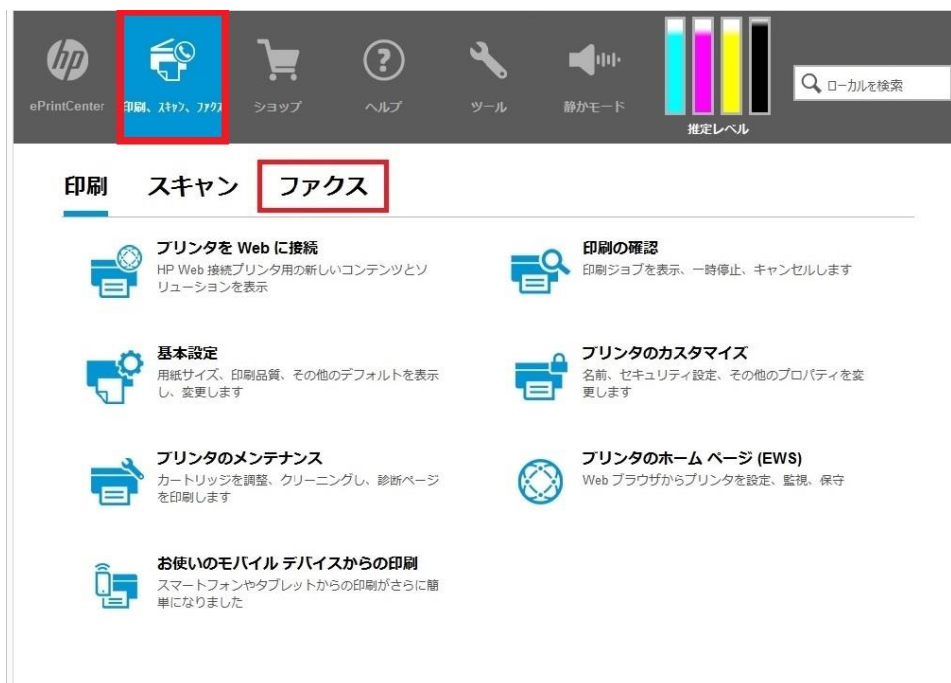 hp
ePrintCenter
印刷、スキャン、ファクス
ショップ
ヘルプ
ツール
静かモード
推定レベル
ローカルを検索
印刷 スキャン ファクス
プリンタを Web に接続
HP Web 接続プリンタ用の新しいコンテンツとソ
リューションを表示
印刷の確認
印刷ジョブを表示、一時停止、キャンセルします
基本設定
用紙サイズ、印刷品質、その他のデフォルトを表示
し、変更します
プリンタのカスタマイズ
名前、セキュリティ設定、その他のプロパティを変
更します
プリンタのメンテナンス
カートリッジを調整、クリーニングし、診断ページ
を印刷します
プリンタのホーム ページ (EWS)
Web ブラウザからプリンタを設定、監視、保守
お使いのモバイル デバイスからの印刷
スマートフォンやタブレットからの印刷がさらに簡
単になりました